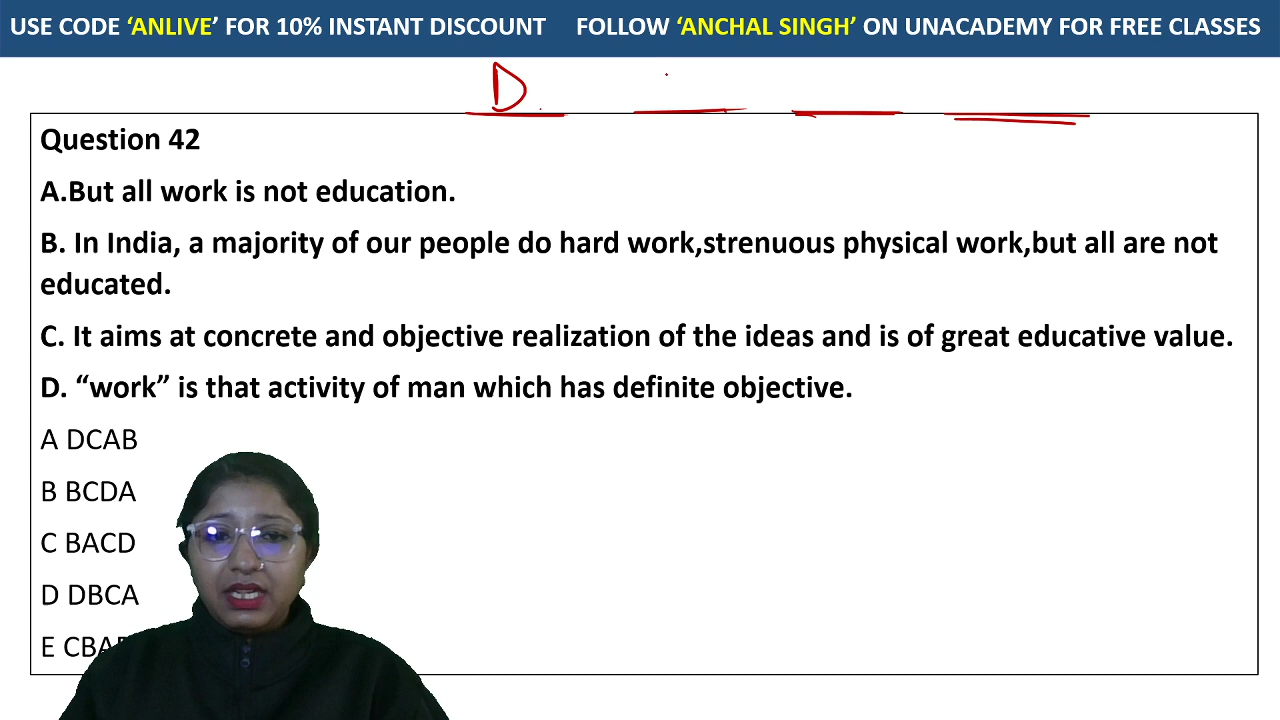 USE CODE ‘ANLIVE’ FOR 10% INSTANT DISCOUNT FOLLOW ‘ANCHAL SINGH’ ON UNACADEMY FOR FREE CLASSES
D
Question 42
A.But all work is not education.
B. In India, a majority of our people do hard work,strenuous physical work,but all are not
educated.
C. It aims at concrete and objective realization of the ideas and is of great educative value.
D. “work” is that activity of man which has definite objective.
A DCAB
B BCDA
C BACD
D DBCA
E